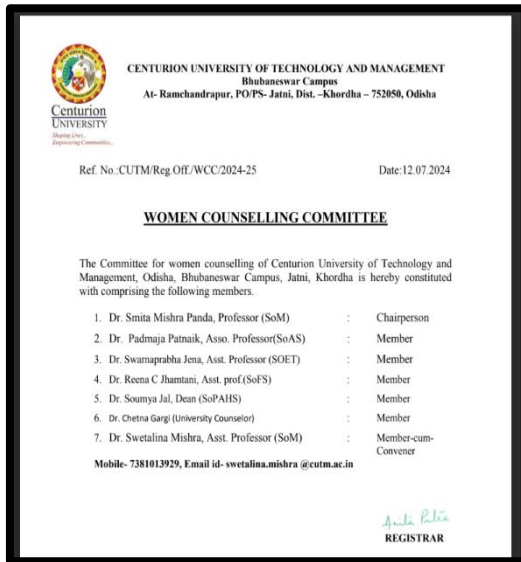 CENTURION UNIVERSITY OF TECHNOLOGY AND MANAGEMENT
Bhubaneswar Campus
At- Ramchandrapur, PO/PS- Jatni, Dist. –Khordha – 752050, Odisha
Centurion
UNIVERSITY
Shaping Lives...
Empowering Communities...
Ref. No.:CUTM/Reg.Off./WCC/2024-25 Date:12.07.2024
WOMEN COUNSELLING COMMITTEE
The Committee for women counselling of Centurion University of Technology and
Management, Odisha, Bhubaneswar Campus, Jatni, Khordha is hereby constituted
with comprising the following members.
1. Dr. Smita Mishra Panda, Professor (SoM) : Chairperson
2. Dr. Padmaja Patnaik, Asso. Professor(SoAS) : Member
3. Dr. Swarnaprabha Jena, Asst. Professor (SOET) : Member
4. Dr. Reena C Jhamtani, Asst. prof.(SoFS) : Member
5. Dr. Soumya Jal, Dean (SoPAHS) : Member
6. Dr. Chetna Gargi (University Counselor) : Member
7. Dr. Swetalina Mishra, Asst. Professor (SoM) : Member-cum-
Convener
Mobile- 7381013929, Email id- swetalina.mishra @cutm.ac.in
Anita Patra
REGISTRAR